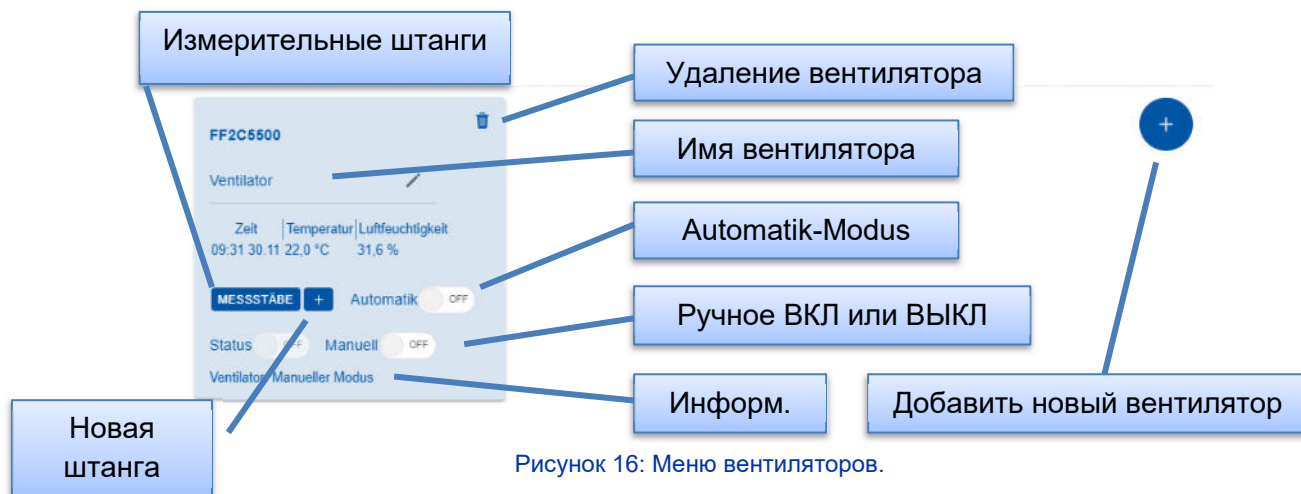 Измерительные штанги
Удаление вентилятора
FF2C5500
+
Имя вентилятора
Ventilator
Zeit Temperatur Luftfeuchtigkeit
09:31 30.11 22,0 °C 31,6 %
Automatik-Modus
MESSSTÄBE + Automatik OFF
Ручное ВКЛ или ВЫКЛ
Status OFF Manuell OFF
Ventilator Manueller Modus
Информ.
Добавить новый вентилятор
Новая
штанга
Рисунок 16: Меню вентиляторов.